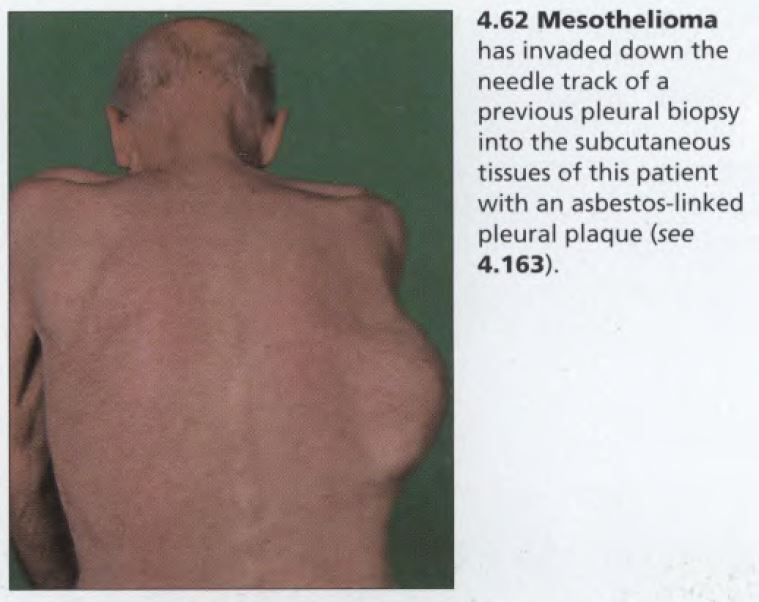 4.62 Mesothelioma
has invaded down the
needle track of a
previous pleural biopsy
into the subcutaneous
tissues of this patient
with an asbestos-linked
pleural plaque (see
4.163).